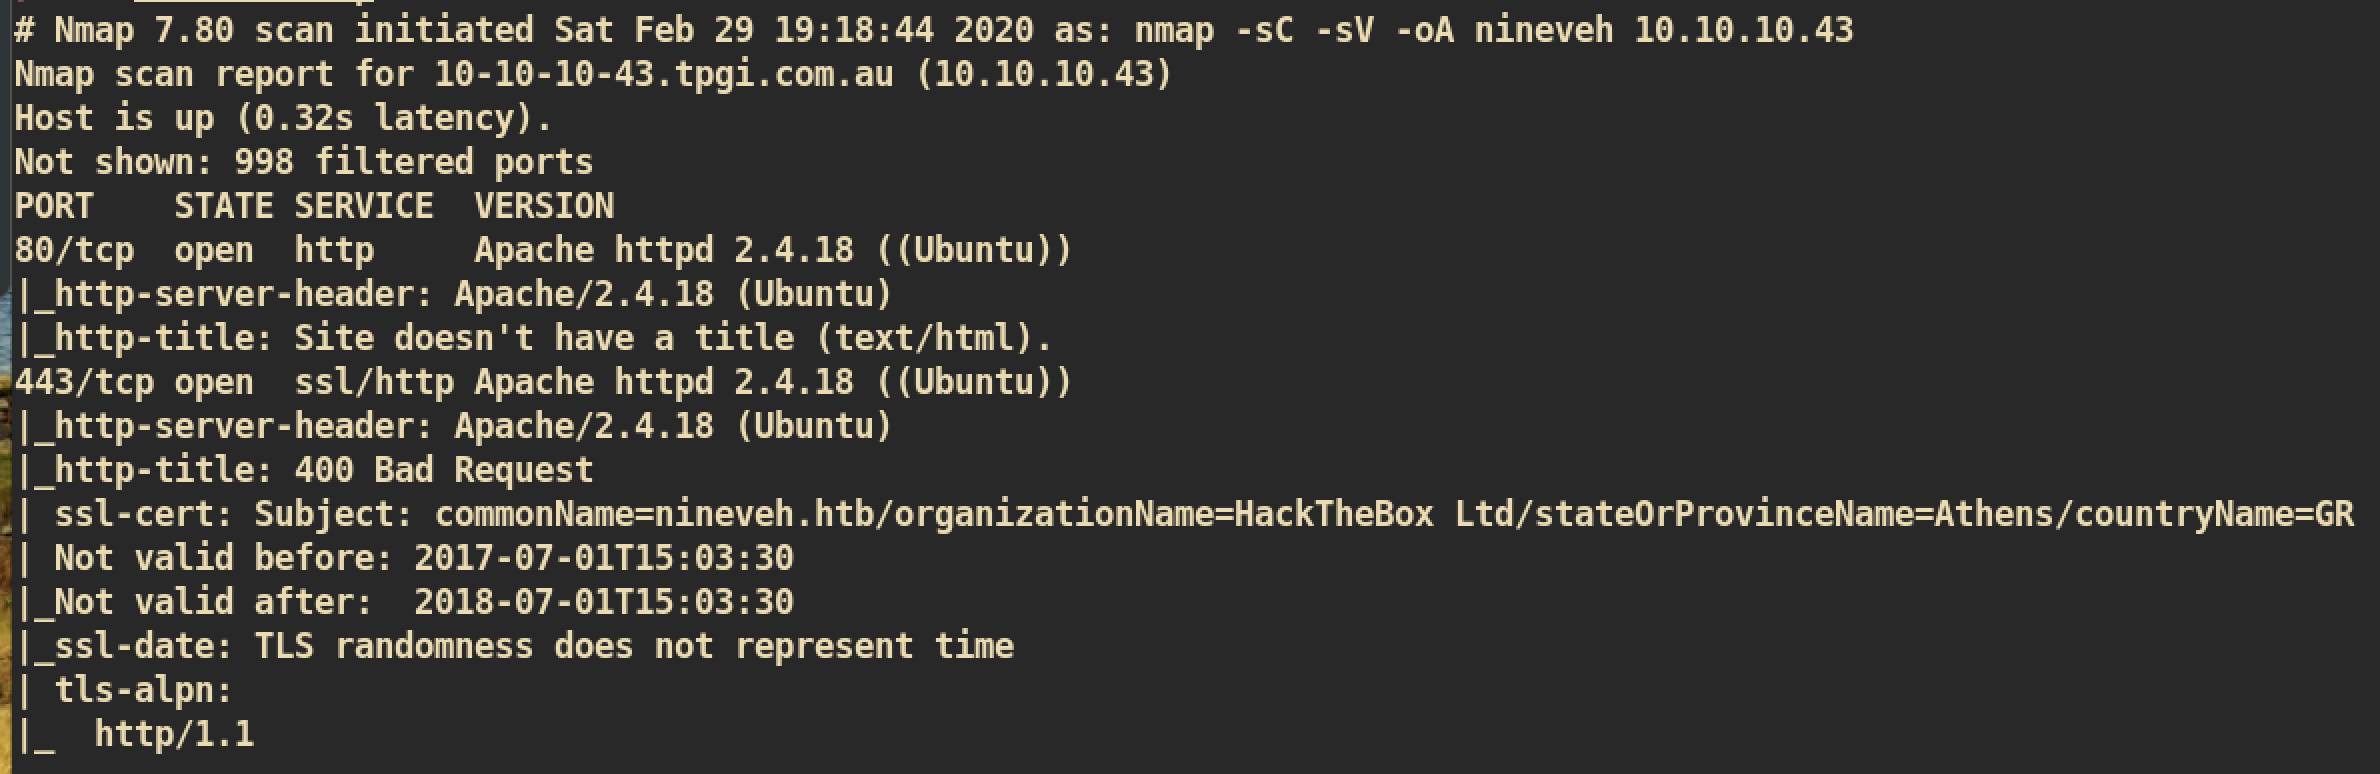 # Nmap 7.80 scan initiated Sat Feb 29 19:18:44 2020 as: nmap -sC -sV -oA nineveh 10.10.10.43
Nmap scan report for 10-10-10-43.tpgi.com.au (10.10.10.43)
Host is up (0.32s latency).
Not shown: 998 filtered ports
PORT    STATE SERVICE  VERSION
80/tcp  open  http     Apache httpd 2.4.18 ((Ubuntu))
|_http-server-header: Apache/2.4.18 (Ubuntu)
|_http-title: Site doesn't have a title (text/html).
443/tcp open  ssl/http Apache httpd 2.4.18 ((Ubuntu))
|_http-server-header: Apache/2.4.18 (Ubuntu)
|_http-title: 400 Bad Request
| ssl-cert: Subject: commonName=nineveh.htb/organizationName=HackTheBox Ltd/stateOrProvinceName=Athens/countryName=GR
| Not valid before: 2017-07-01T15:03:30
|_Not valid after:  2018-07-01T15:03:30
|_ssl-date: TLS randomness does not represent time
| tls-alpn:
|_  http/1.1